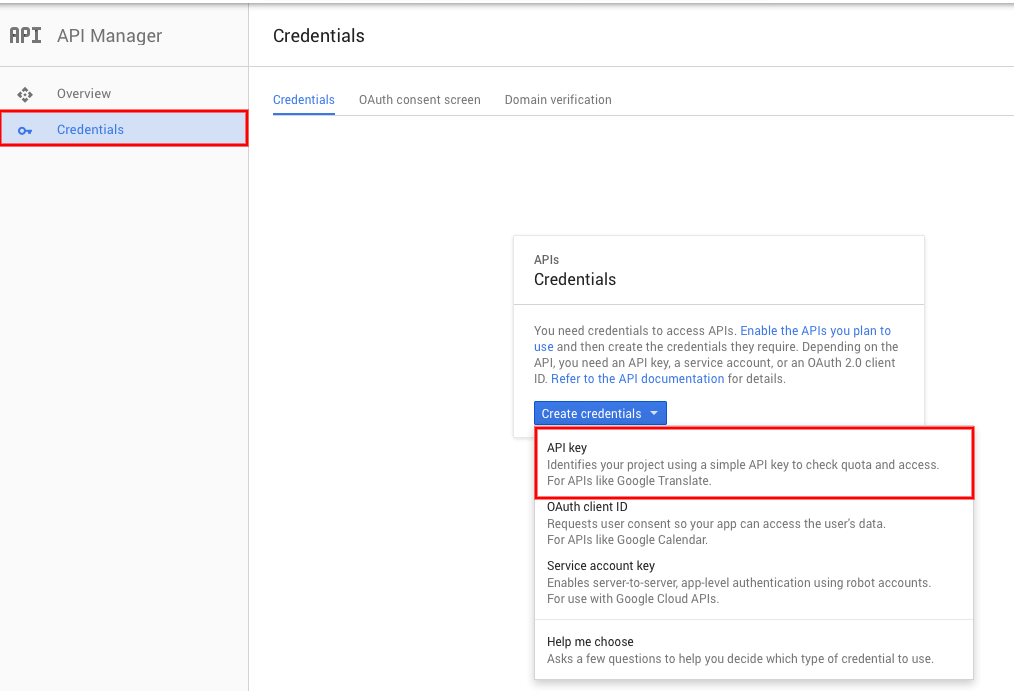 API API Manager
Credentials
Overview
Credentials
Credentials OAuth consent screen Domain verification
APIs
Credentials
You need credentials to access APIs. Enable the APIs you plan to
use and then create the credentials they require. Depending on the
API, you need an API key, a service account, or an OAuth 2.0 client
ID. Refer to the API documentation for details.
Create credentials
API key
Identifies your project using a simple API key to check quota and access.
For APIs like Google Translate.
OAuth client ID
Requests user consent so your app can access the user's data.
For APIs like Google Calendar.
Service account key
Enables server-to-server, app-level authentication using robot accounts.
For use with Google Cloud APIs.
Help me choose
Asks a few questions to help you decide which type of credential to use.